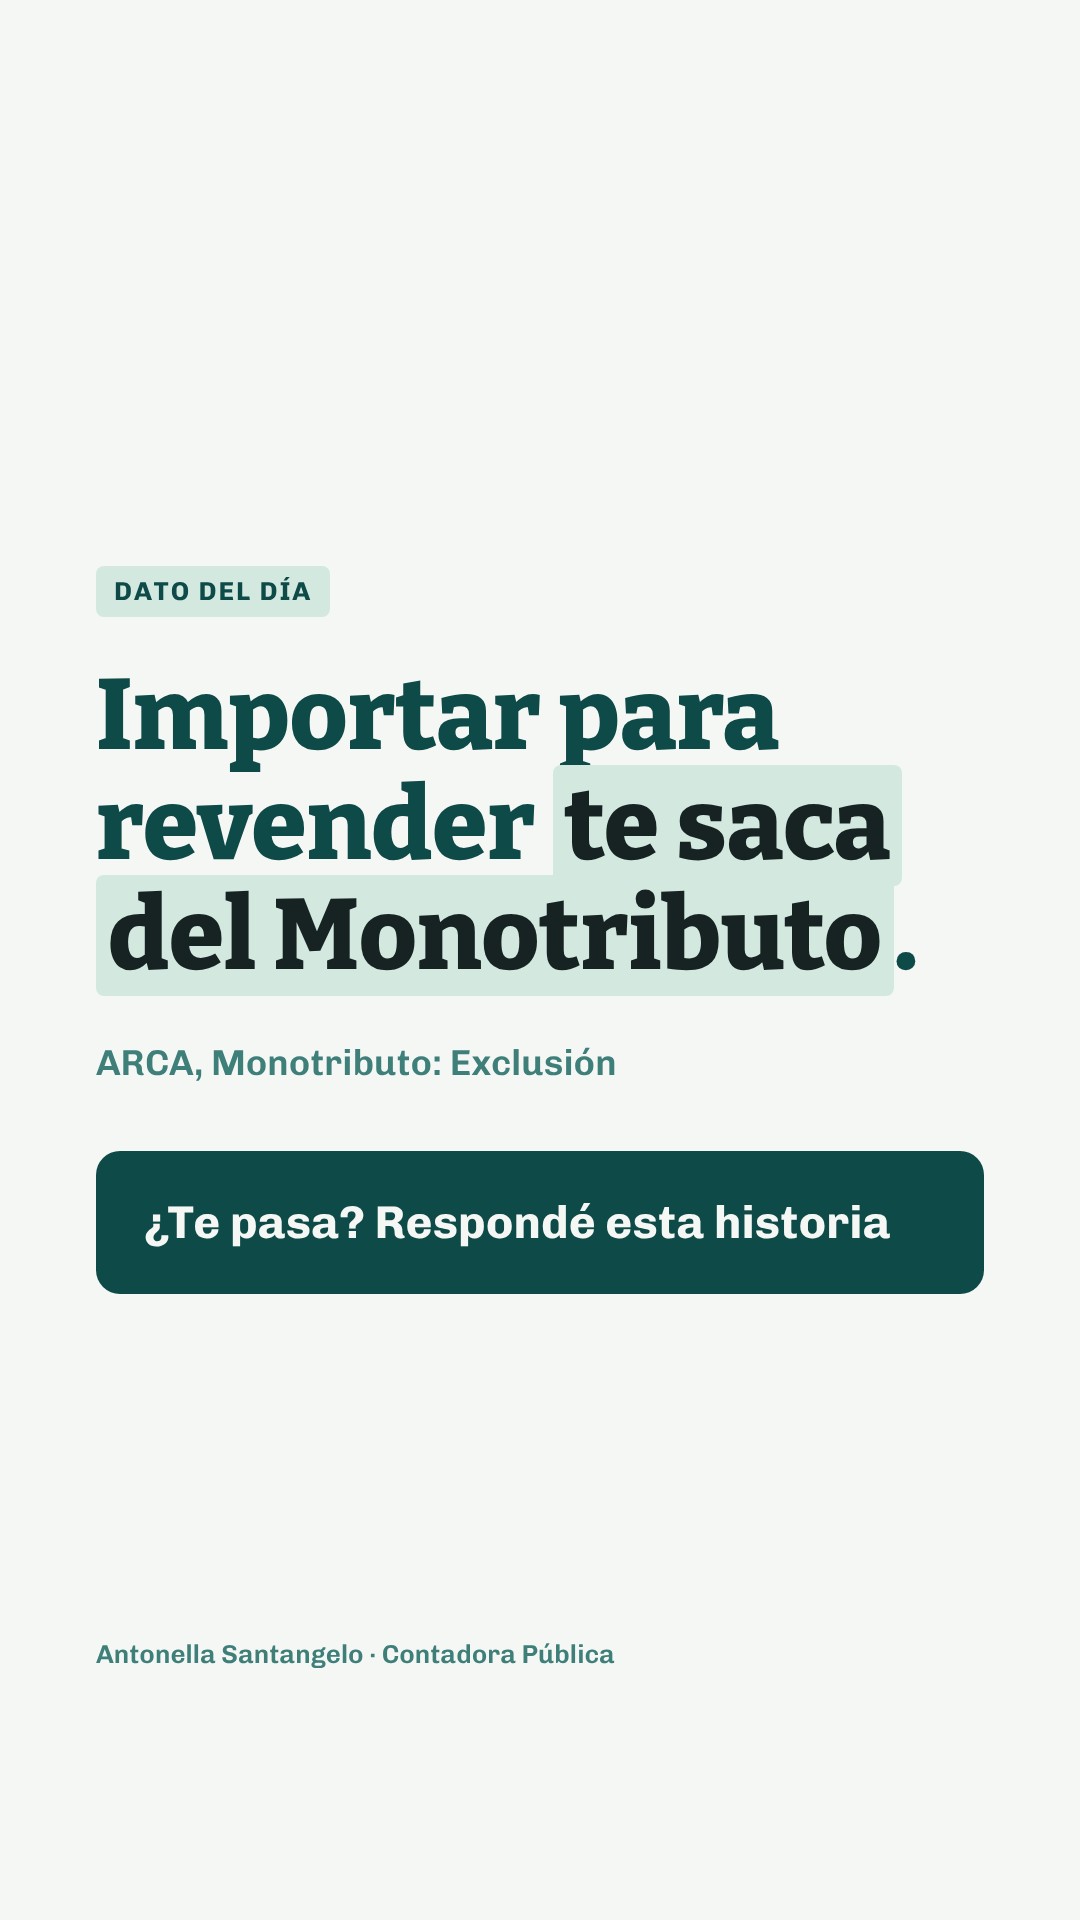 DATO DEL DÍA
Importar para
revender te saca
del Monotributo.
ARCA, Monotributo: Exclusión
¿Te pasa? Respondé esta historia
Antonella Santangelo · Contadora Pública